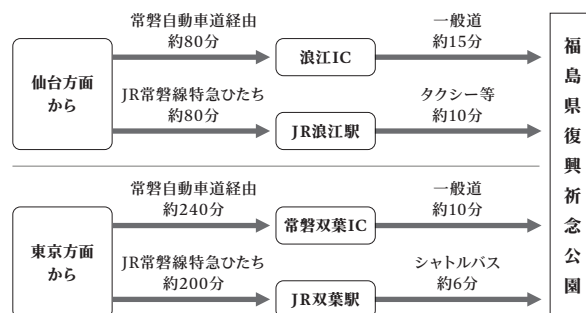 仙台方面
から
常磐自動車道経由
約80分
浪江IC
一般道
約15分
JR常磐線特急ひたち
約80分
JR浪江駅
タクシー等
約10分
東京方面
から
常磐自動車道経由
約240分
常磐双葉IC
一般道
約10分
JR常磐線特急ひたち
約200分
JR双葉駅
シャトルバス
約6分
福島県復興祈念公園